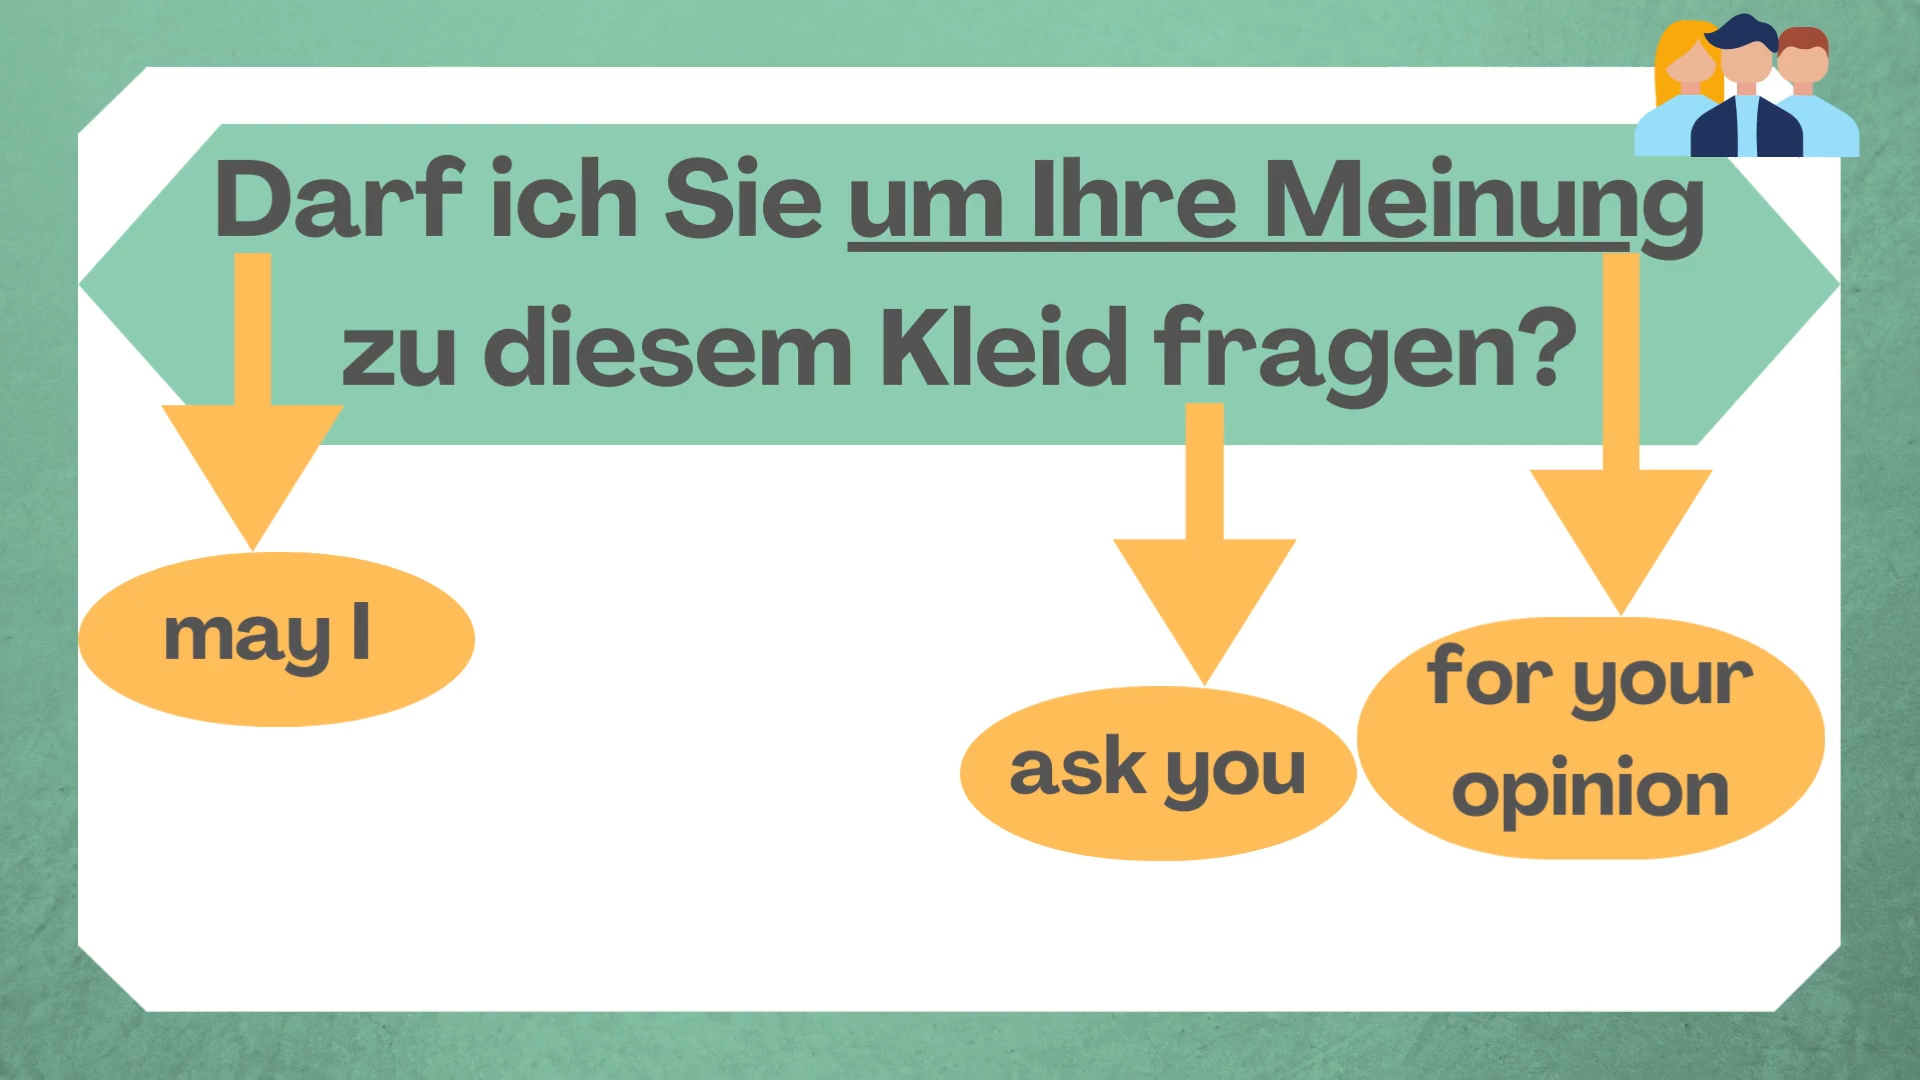 Darf ich Sie um Ihre Meinung
zu diesem Kleid fragen?
may I
ask you
for your
opinion